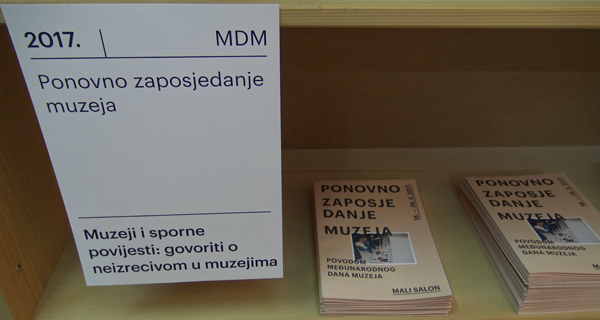 2017. MDM
Ponovno zaposjedanje
muzeja
Muzeji i sporne
povijesti: govoriti o
neizrecivom u muzejima
PONOVNO
ZAPOSJE
DANJE
MUZEJA
POVODOM
MEĐUNARODNOG
DANA MUZEJA
MALI SALON
PONOVNO
ZAPOSJE
DANJE
MUZEJA
POVODOM
MEĐUNARODNOG
DANA MUZEJA